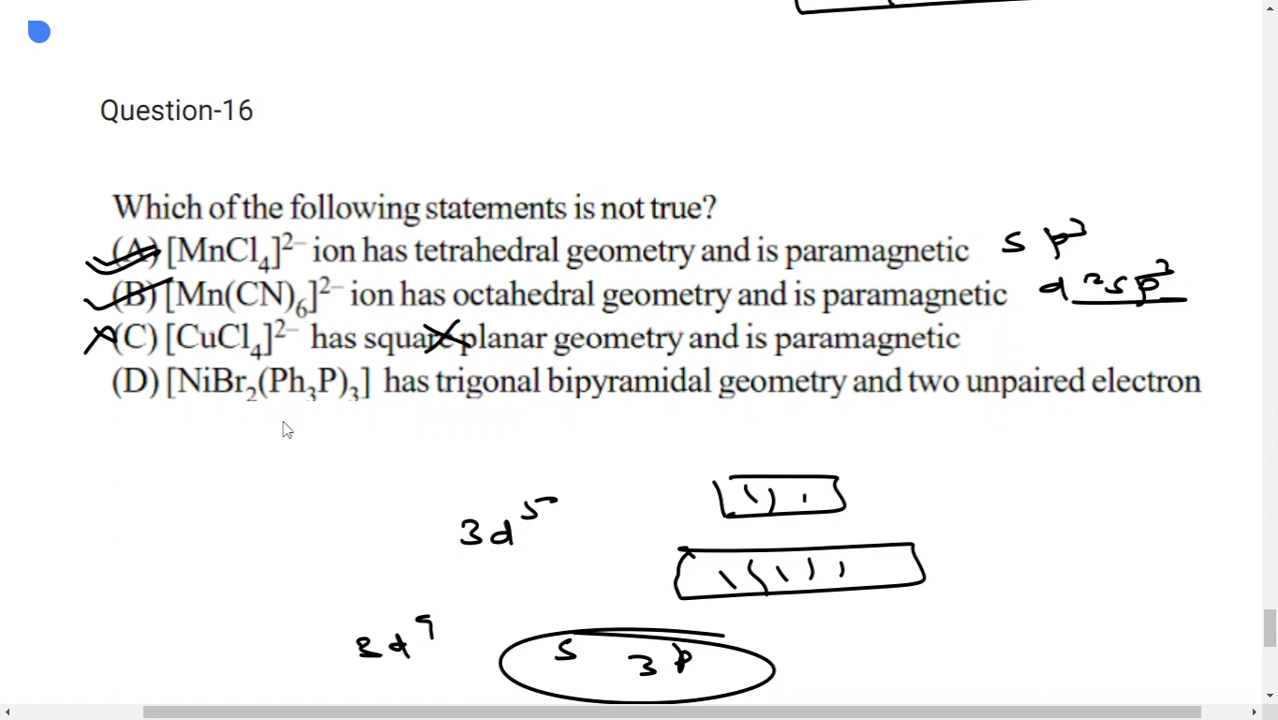 Question-16
Which of the following statements is not true?
(A) [MnCl₄]²⁻ ion has tetrahedral geometry and is paramagnetic sp³
(B) [Mn(CN)₆]²⁻ ion has octahedral geometry and is paramagnetic d²sp³
(C) [CuCl₄]²⁻ has square planar geometry and is paramagnetic
(D) [NiBr₂(Ph₃P)₃] has trigonal bipyramidal geometry and two unpaired electron
3d⁵
3d⁹
s 3p